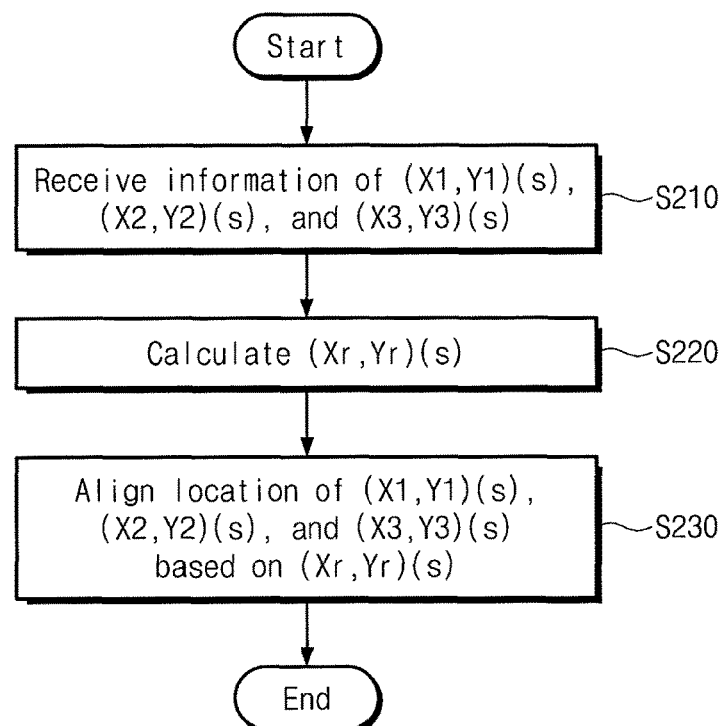 Start
Receive information of (X1,Y1)(s),
(X2,Y2)(s), and (X3,Y3)(s)
S210
Calculate (Xr,Yr)(s)
S220
Align location of (X1,Y1)(s),
(X2,Y2)(s), and (X3,Y3)(s)
based on (Xr,Yr)(s)
S230
End